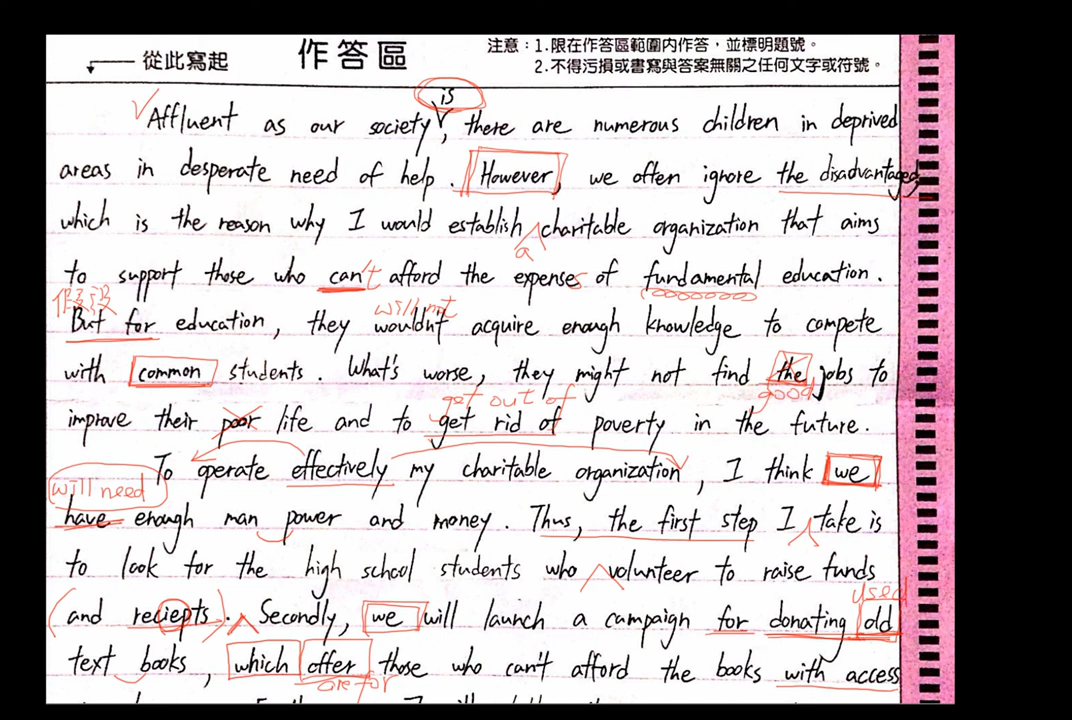 從此寫起
作答區
注意：1.限在作答區範圍內作答，並標明題號。
2.不得污損或書寫與答案無關之任何文字或符號。
is
Affluent as our society, there are numerous children in deprived
areas in desperate need of help. However, we often ignore the disadvantaged,
which is the reason why I would establish charitable organization that aims
a
to support those who can't afford the expenses of fundamental education.
假設
will not
But for education, they wouldn't acquire enough knowledge to compete
with common students. What's worse, they might not find the jobs to
get out of
good
improve their poor life and to get rid of poverty in the future.
To operate effectively my charitable organization, I think we
will need
have enough man power and money. Thus, the first step I take is
to look for the high school students who volunteer to raise funds
used
and reciepts. Secondly, we will launch a campaign for donating old
text books, which offer those who can't afford the books with access
are for